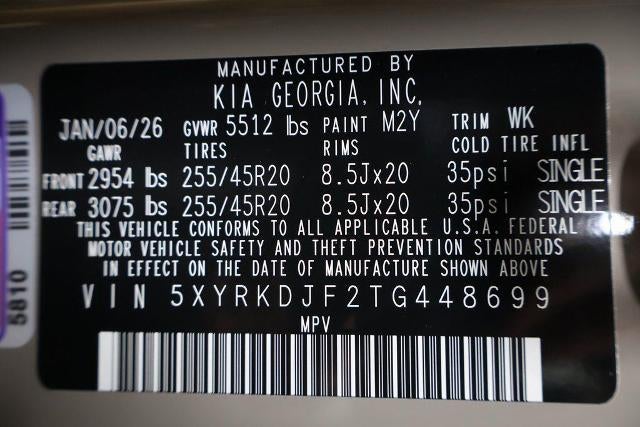 MANUFACTURED BY
KIA GEORGIA, INC.
JAN/06/26 GVWR 5512 lbs PAINT M2Y TRIM WK
GAWR TIRES RIMS COLD TIRE INFL
FRONT 2954 lbs 255/45R20 8.5Jx20 35psi SINGLE
REAR 3075 lbs 255/45R20 8.5Jx20 35psi SINGLE
THIS VEHICLE CONFORMS TO ALL APPLICABLE U.S.A. FEDERAL
MOTOR VEHICLE SAFETY AND THEFT PREVENTION STANDARDS
IN EFFECT ON THE DATE OF MANUFACTURE SHOWN ABOVE
VIN 5XYRKDJF2TG448699
MPV
5810